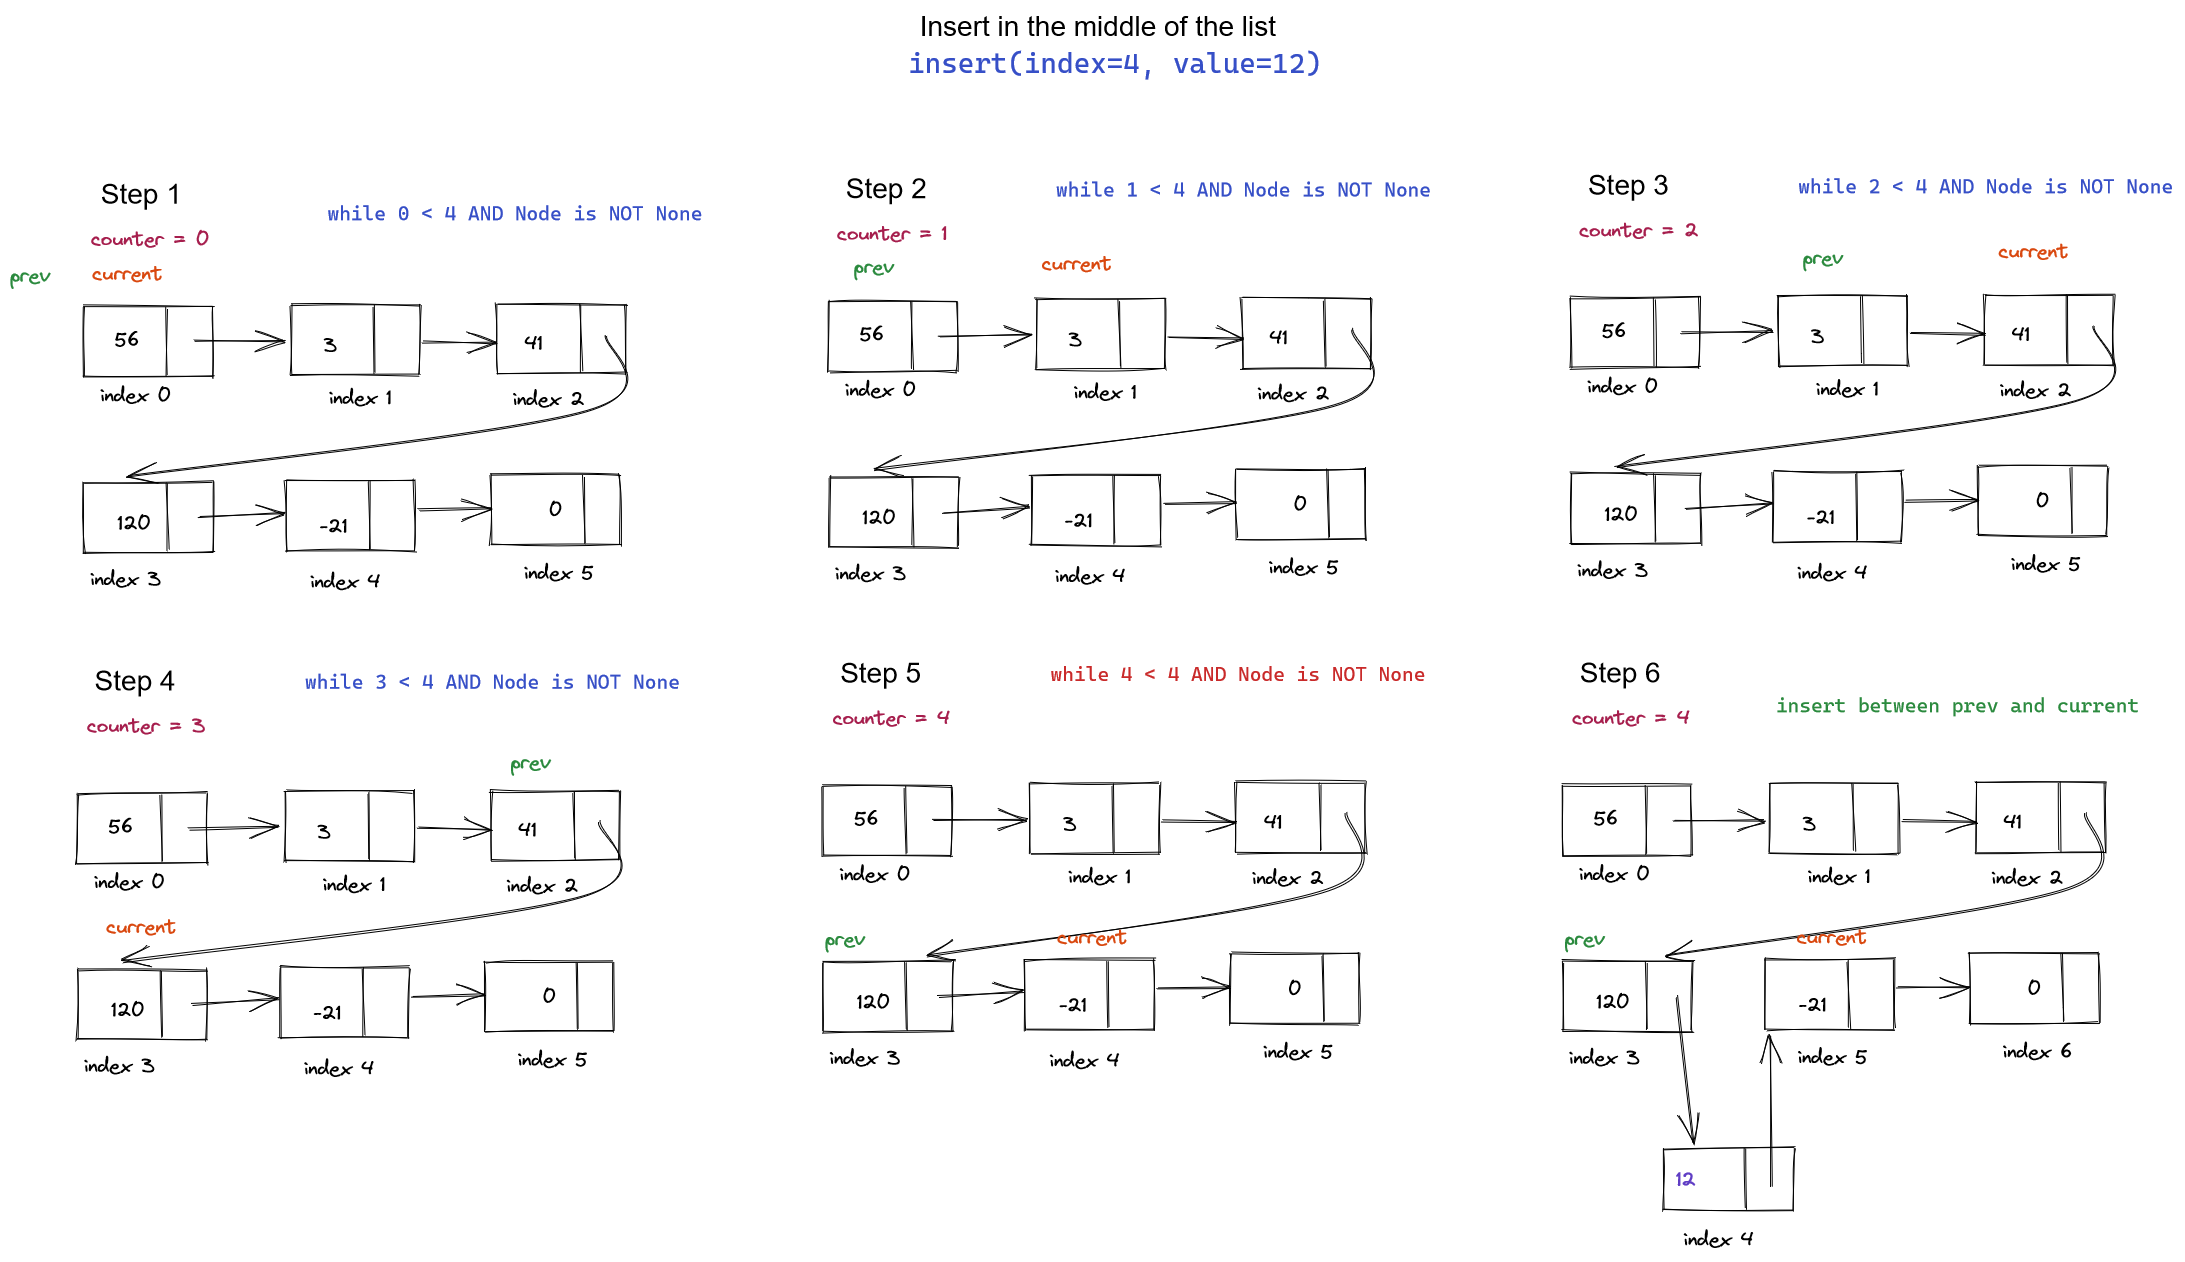 Insert in the middle of the list
insert(index=4, value=12)
Step 1
while 0 < 4 AND Node is NOT None
counter = 0
prev current
56 3 41
index 0 index 1 index 2
120 -21 0
index 3 index 4 index 5
Step 2
while 1 < 4 AND Node is NOT None
counter = 1
prev current
56 3 41
index 0 index 1 index 2
120 -21 0
index 3 index 4 index 5
Step 3
while 2 < 4 AND Node is NOT None
counter = 2
prev current
56 3 41
index 0 index 1 index 2
120 -21 0
index 3 index 4 index 5
Step 4
while 3 < 4 AND Node is NOT None
counter = 3
prev
56 3 41
index 0 index 1 index 2
current
120 -21 0
index 3 index 4 index 5
Step 5
while 4 < 4 AND Node is NOT None
counter = 4
56 3 41
index 0 index 1 index 2
prev current
120 -21 0
index 3 index 4 index 5
Step 6
insert between prev and current
counter = 4
56 3 41
index 0 index 1 index 2
prev current
120 -21 0
index 3 index 5 index 6
12
index 4